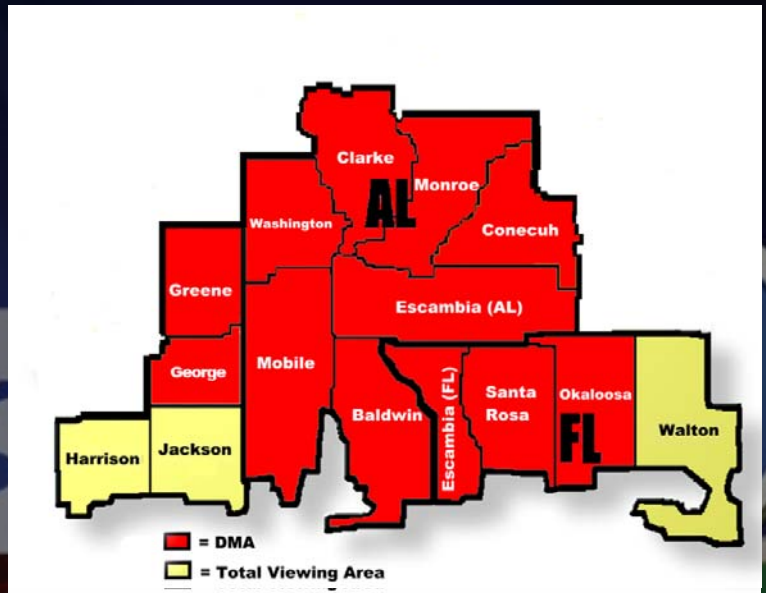 Clarke
Monroe
AL
Washington
Conecuh
Greene
Escambia (AL)
George
Mobile
Baldwin
Escambia (FL)
Santa
Rosa
Okaloosa
FL
Walton
Harrison
Jackson
= DMA
= Total Viewing Area